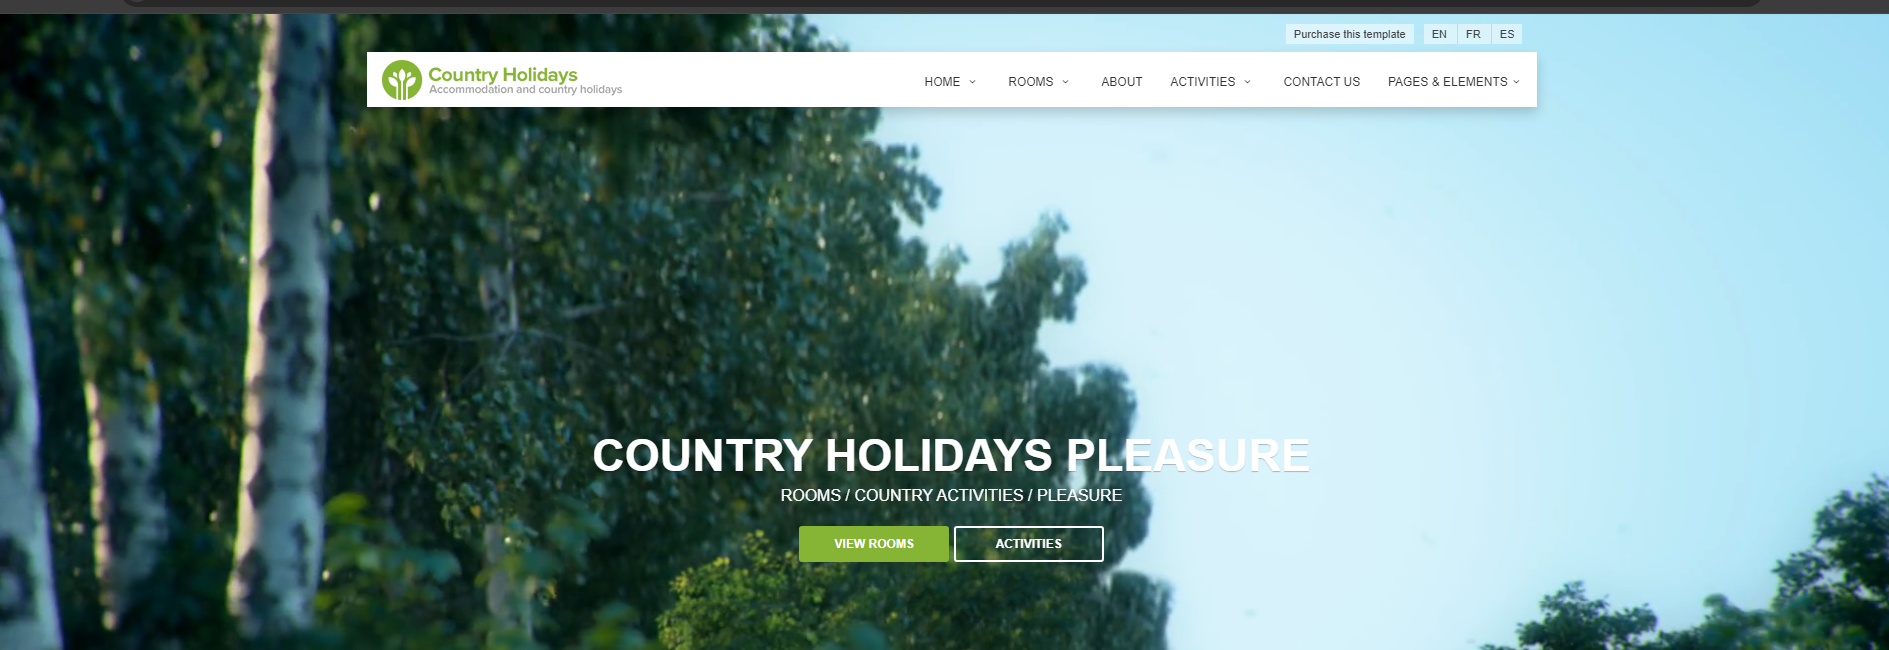 Purchase this template EN FR ES
Country Holidays
Accommodation and country holidays
HOME ROOMS ABOUT ACTIVITIES CONTACT US PAGES & ELEMENTS
COUNTRY HOLIDAYS PLEASURE
ROOMS / COUNTRY ACTIVITIES / PLEASURE
VIEW ROOMS ACTIVITIES